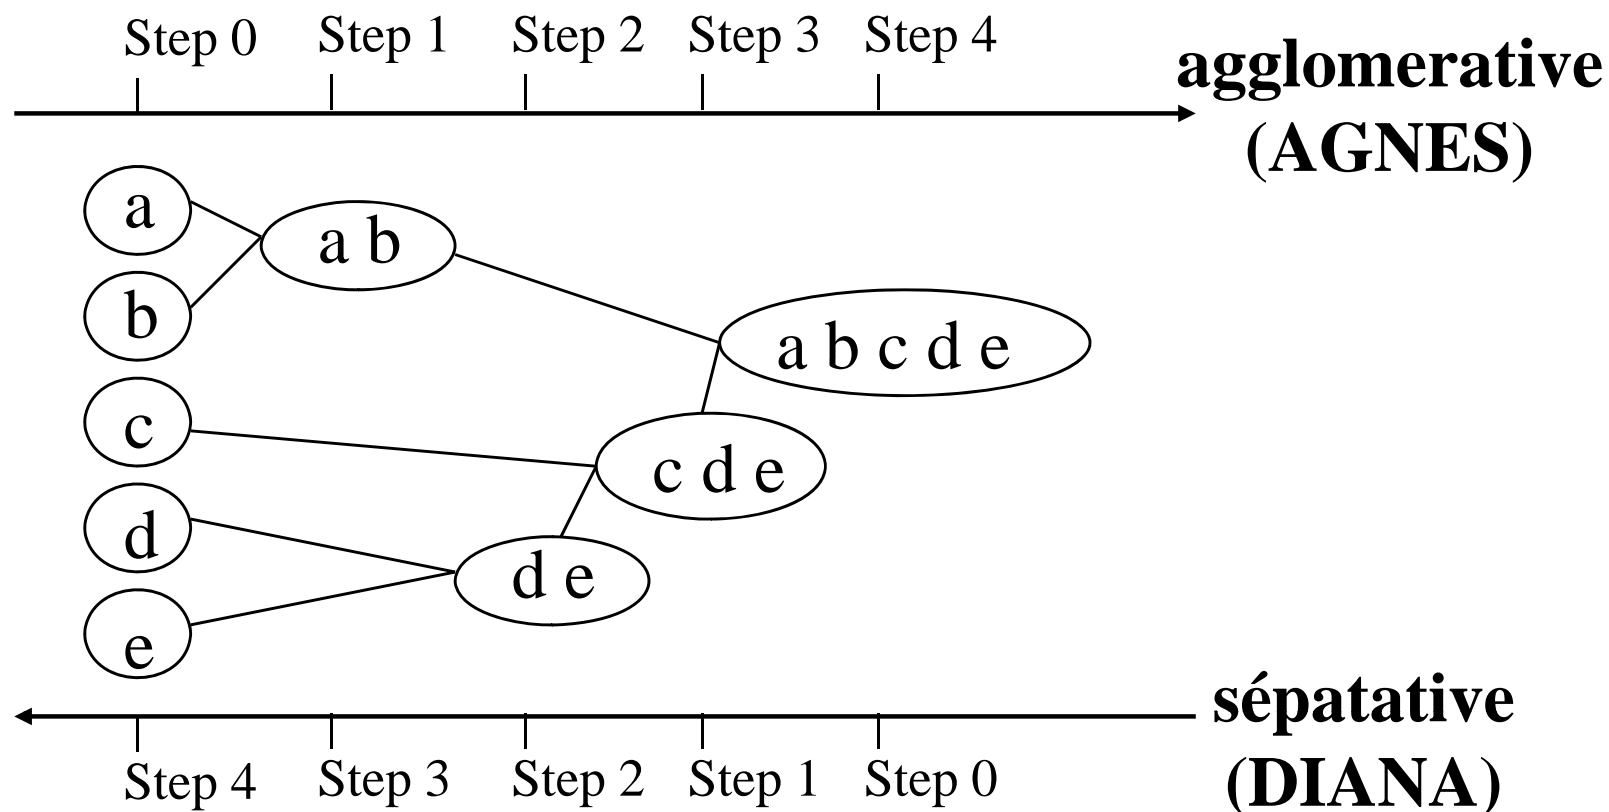 Step 0 Step 1 Step 2 Step 3 Step 4
agglomerative
(AGNES)
a
a b
b
a b c d e
c
c d e
d
d e
e
sépatative
(DIANA)
Step 4 Step 3 Step 2 Step 1 Step 0